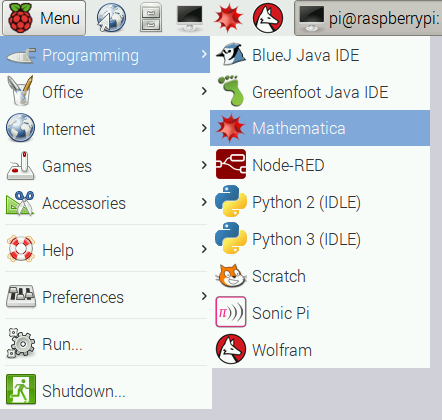 Menu
pi@raspberrypi:
Programming
Office
Internet
Games
Accessories
Help
Preferences
Run...
Shutdown...
BlueJ Java IDE
Greenfoot Java IDE
Mathematica
Node-RED
Python 2 (IDLE)
Python 3 (IDLE)
Scratch
π)))
Sonic Pi
Wolfram